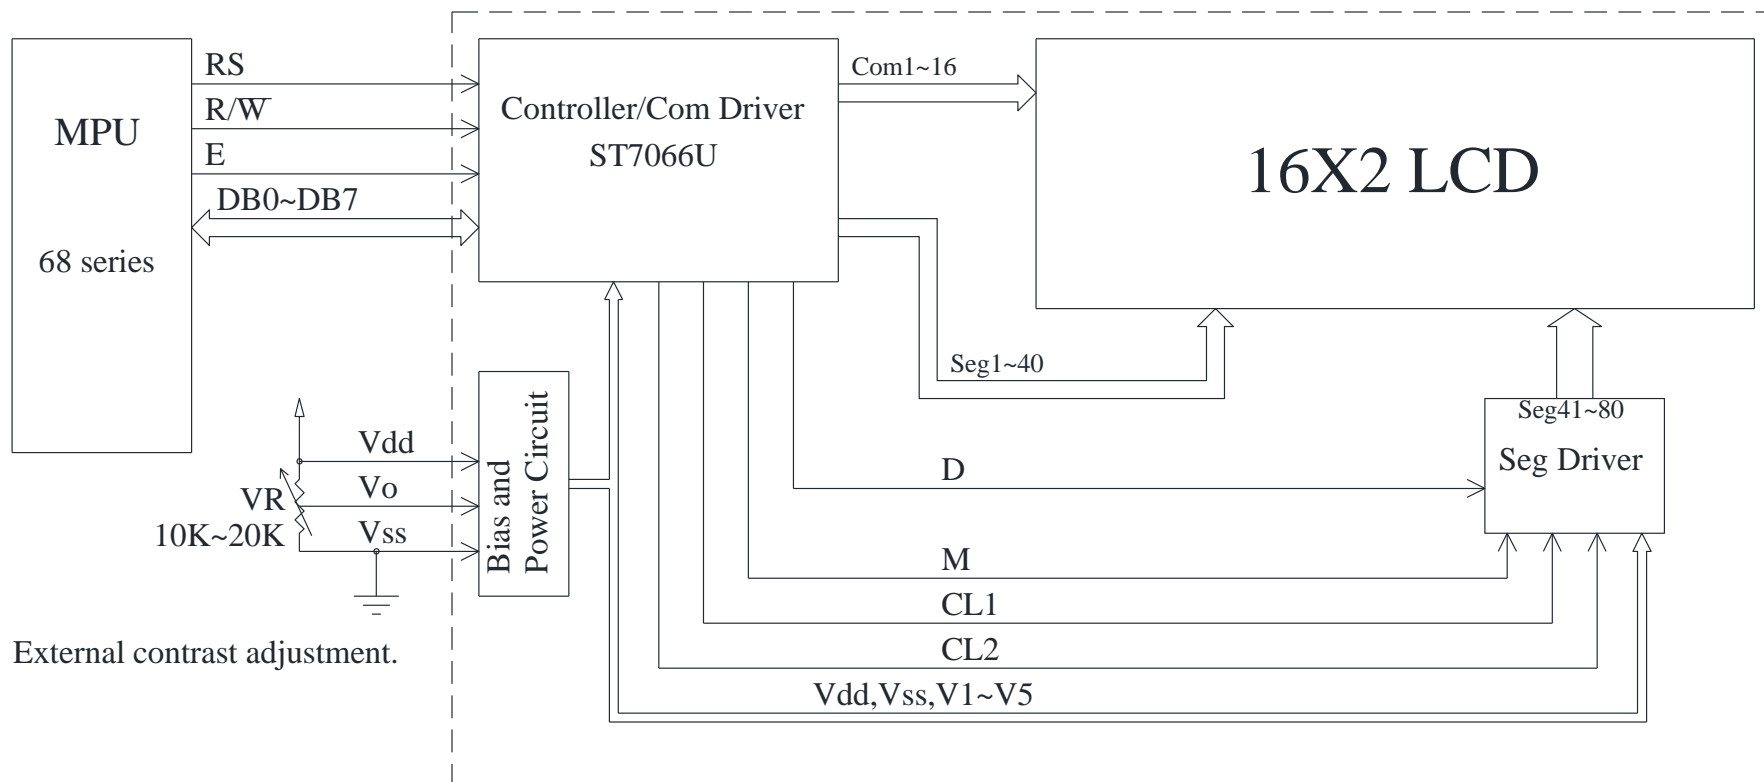 RS
R/W̅
E
DB0~DB7
MPU
68 series
Controller/Com Driver
ST7066U
Com1~16
16X2 LCD
Seg1~40
Seg41~80
Seg Driver
Vdd
Vo
Vss
VR
10K~20K
Bias and
Power Circuit
D
M
CL1
CL2
Vdd,Vss,V1~V5
External contrast adjustment.